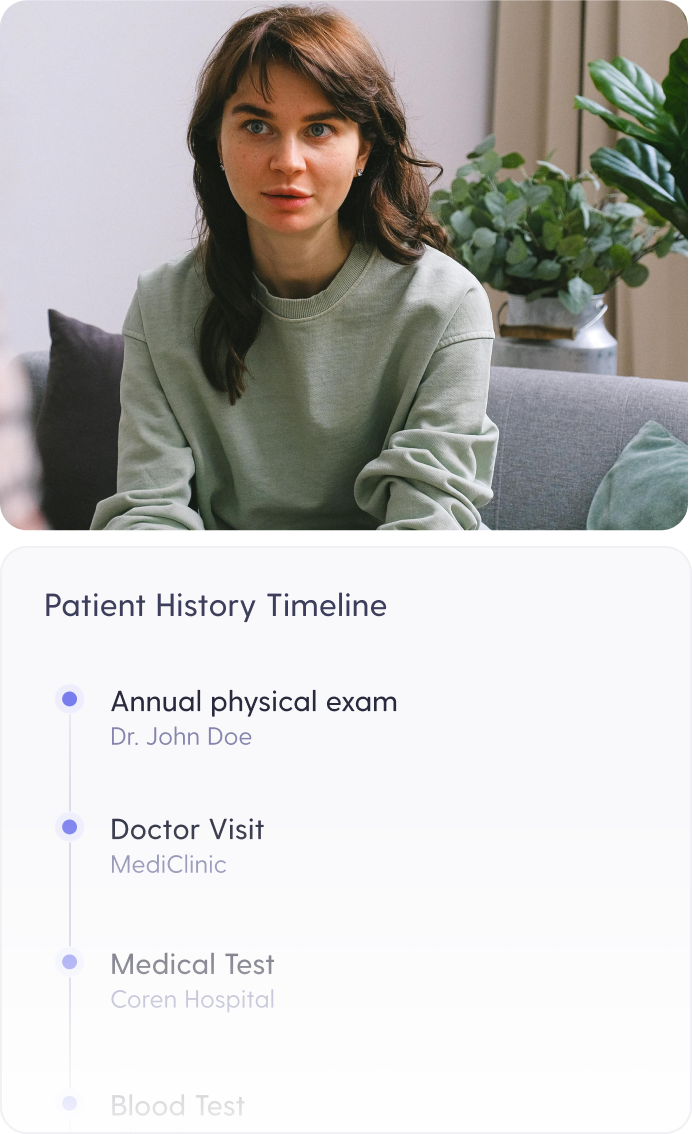 Patient History Timeline
Annual physical exam
Dr. John Doe
Doctor Visit
MediClinic
Medical Test
Coren Hospital
Blood Test